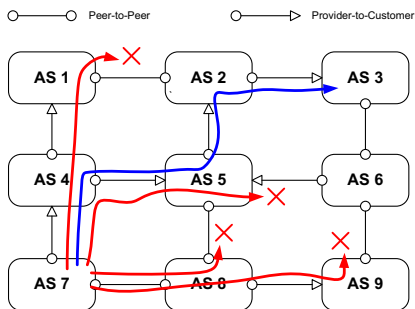 Peer-to-Peer Provider-to-Customer
AS 1 AS 2 AS 3
AS 4 AS 5 AS 6
AS 7 AS 8 AS 9